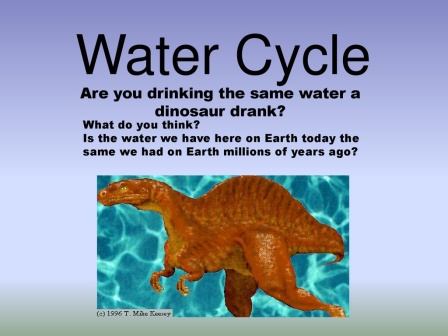 Water Cycle
Are you drinking the same water a
dinosaur drank?
What do you think?
Is the water we have here on Earth today the
same we had on Earth millions of years ago?
(c) 1996 T. Mike Keesey